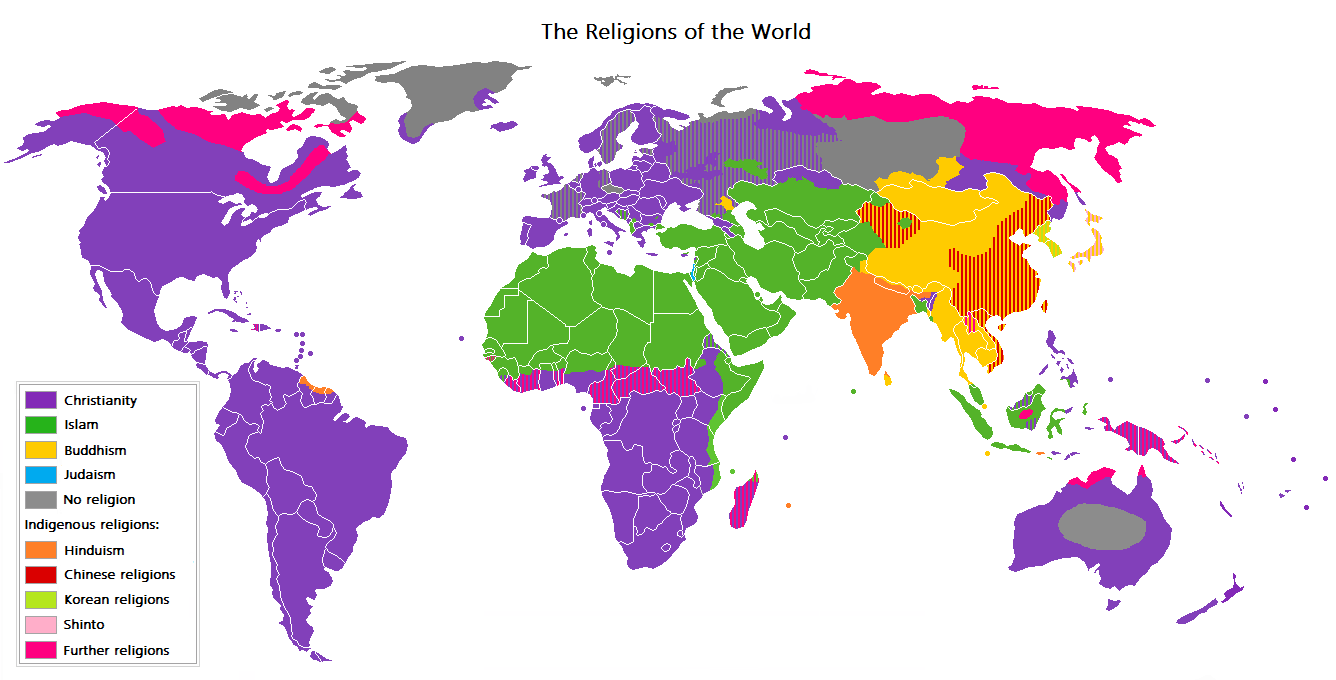 The Religions of the World
Christianity
Islam
Buddhism
Judaism
No religion
Indigenous religions:
Hinduism
Chinese religions
Korean religions
Shinto
Further religions